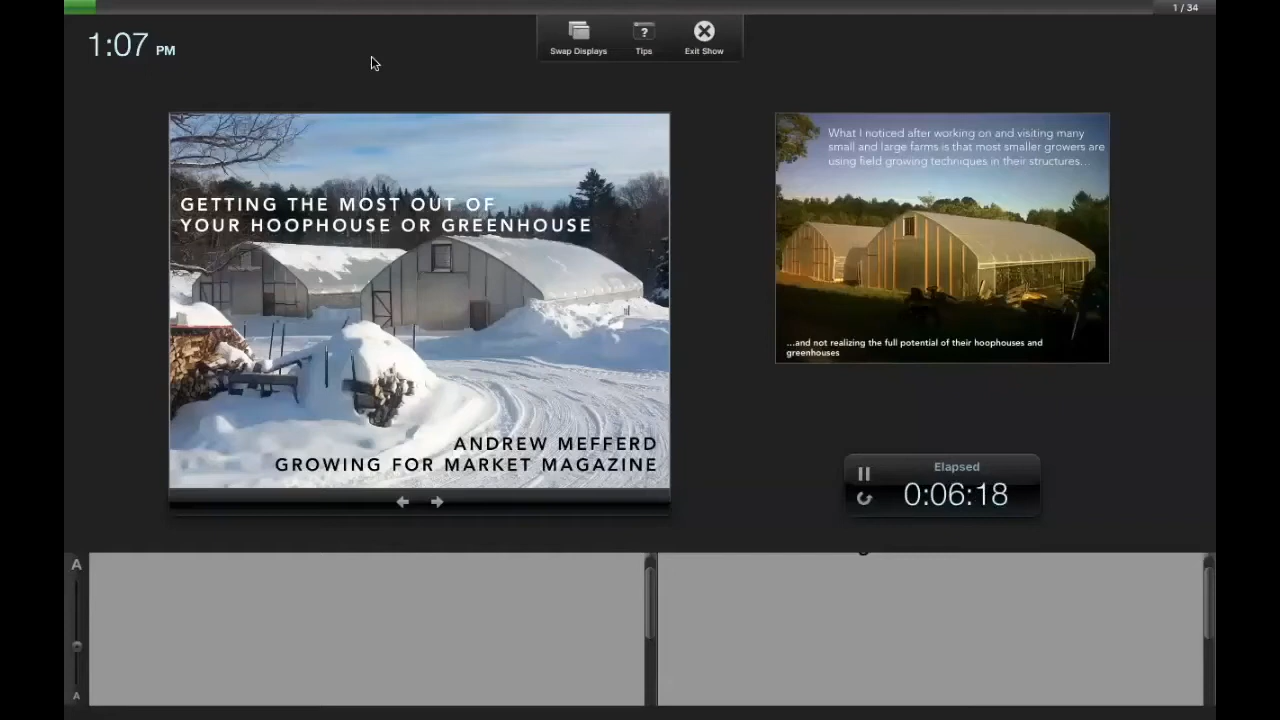 1 / 34
1:07 PM
Swap Displays
Tips
Exit Show
GETTING THE MOST OUT OF
YOUR HOOPHOUSE OR GREENHOUSE
ANDREW MEFFERD
GROWING FOR MARKET MAGAZINE
What I noticed after working on and visiting many
small and large farms is that most smaller growers are
using field growing techniques in their structures...
...and not realizing the full potential of their hoophouses and
greenhouses
Elapsed
0:06:18
A
A